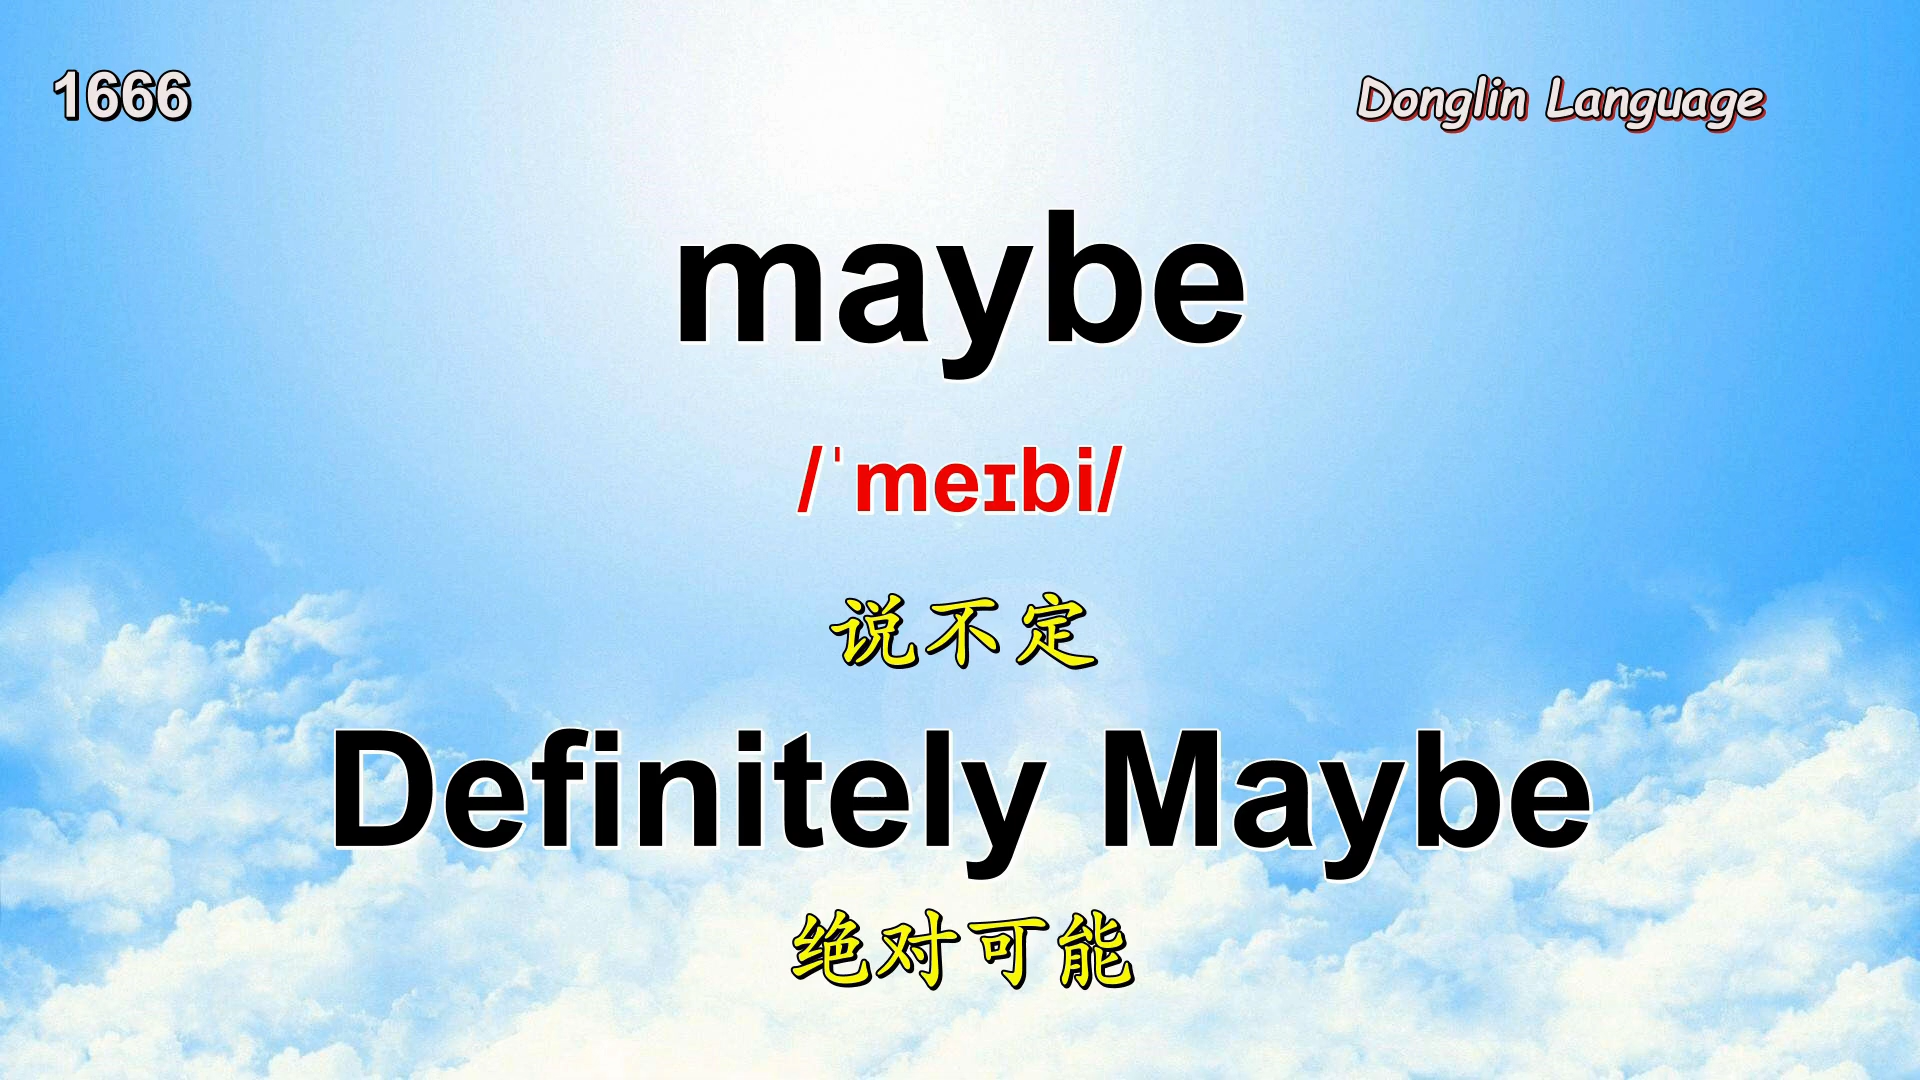 1666
Donglin Language
maybe
/ˈmeɪbi/
说不定
Definitely Maybe
绝对可能